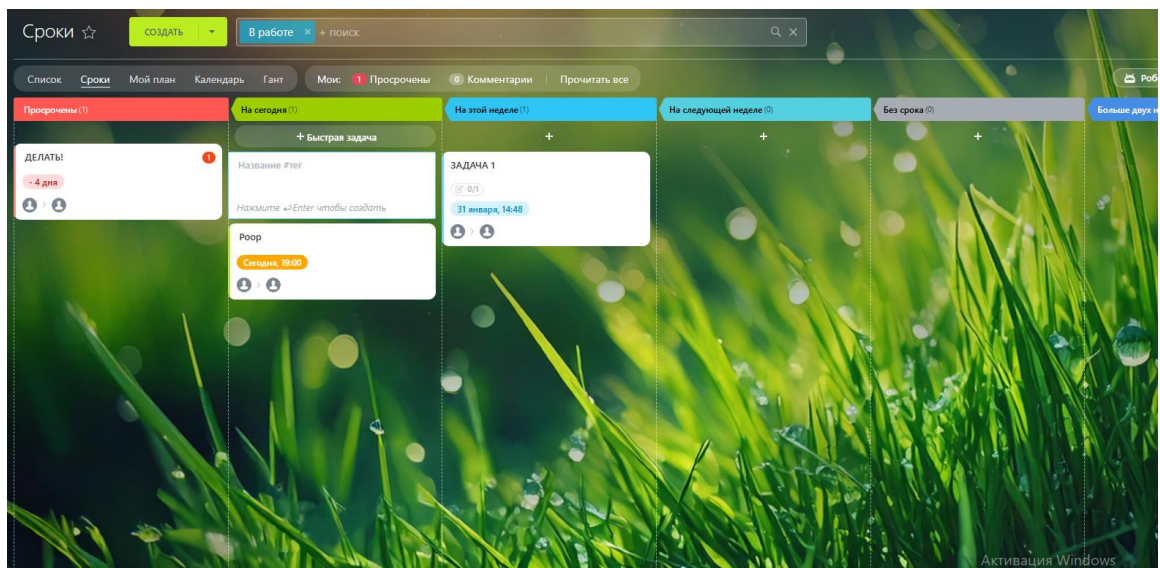 Сроки
СОЗДАТЬ
В работе × + поиск
Список Сроки Мой план Календарь Гант Мои: 1 Просрочены 0 Комментарии Прочитать все
Просрочены (1) На сегодня (1) На этой неделе (1) На следующей неделе (0) Без срока (0) Больше двух н
+ Быстрая задача + + +
ДЕЛАТЬ! 1
- 4 дня
Название #тег
Нажмите Enter чтобы создать
Poop
Сегодня, 19:00
ЗАДАЧА 1
0/1
31 января, 14:48
Активация Windows